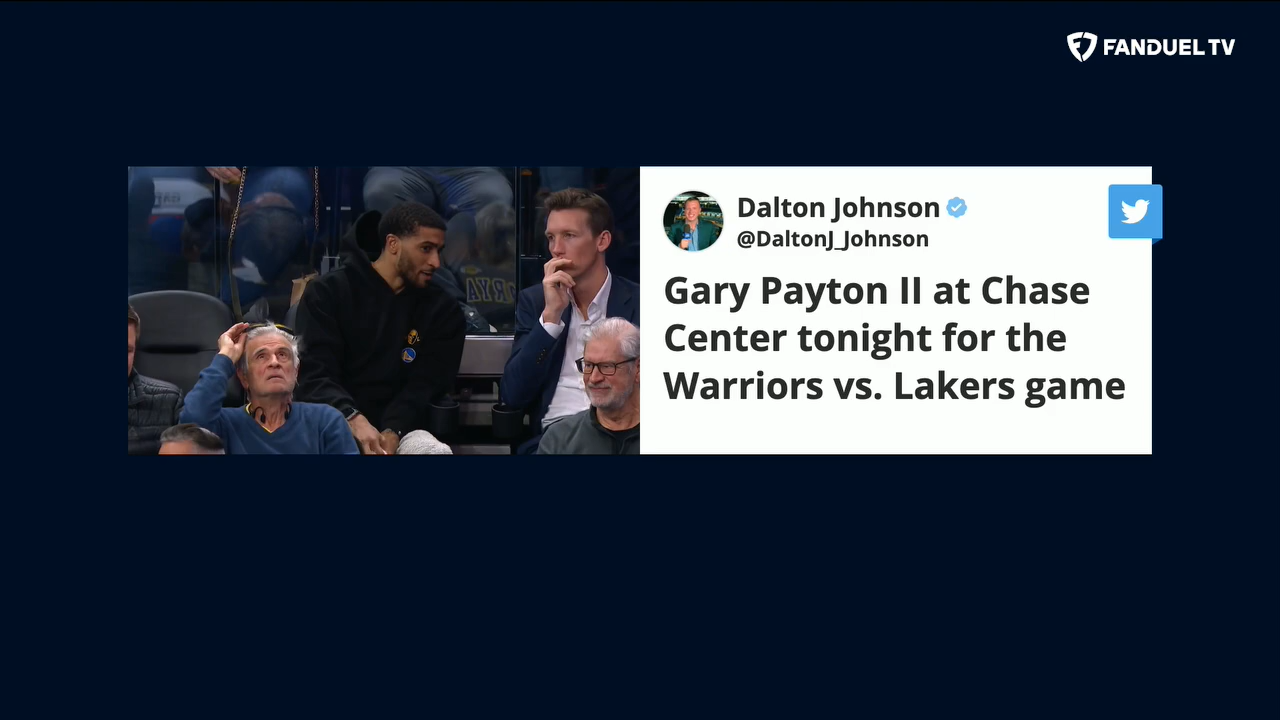 FANDUEL TV
Dalton Johnson
@DaltonJ_Johnson
Gary Payton II at Chase
Center tonight for the
Warriors vs. Lakers game